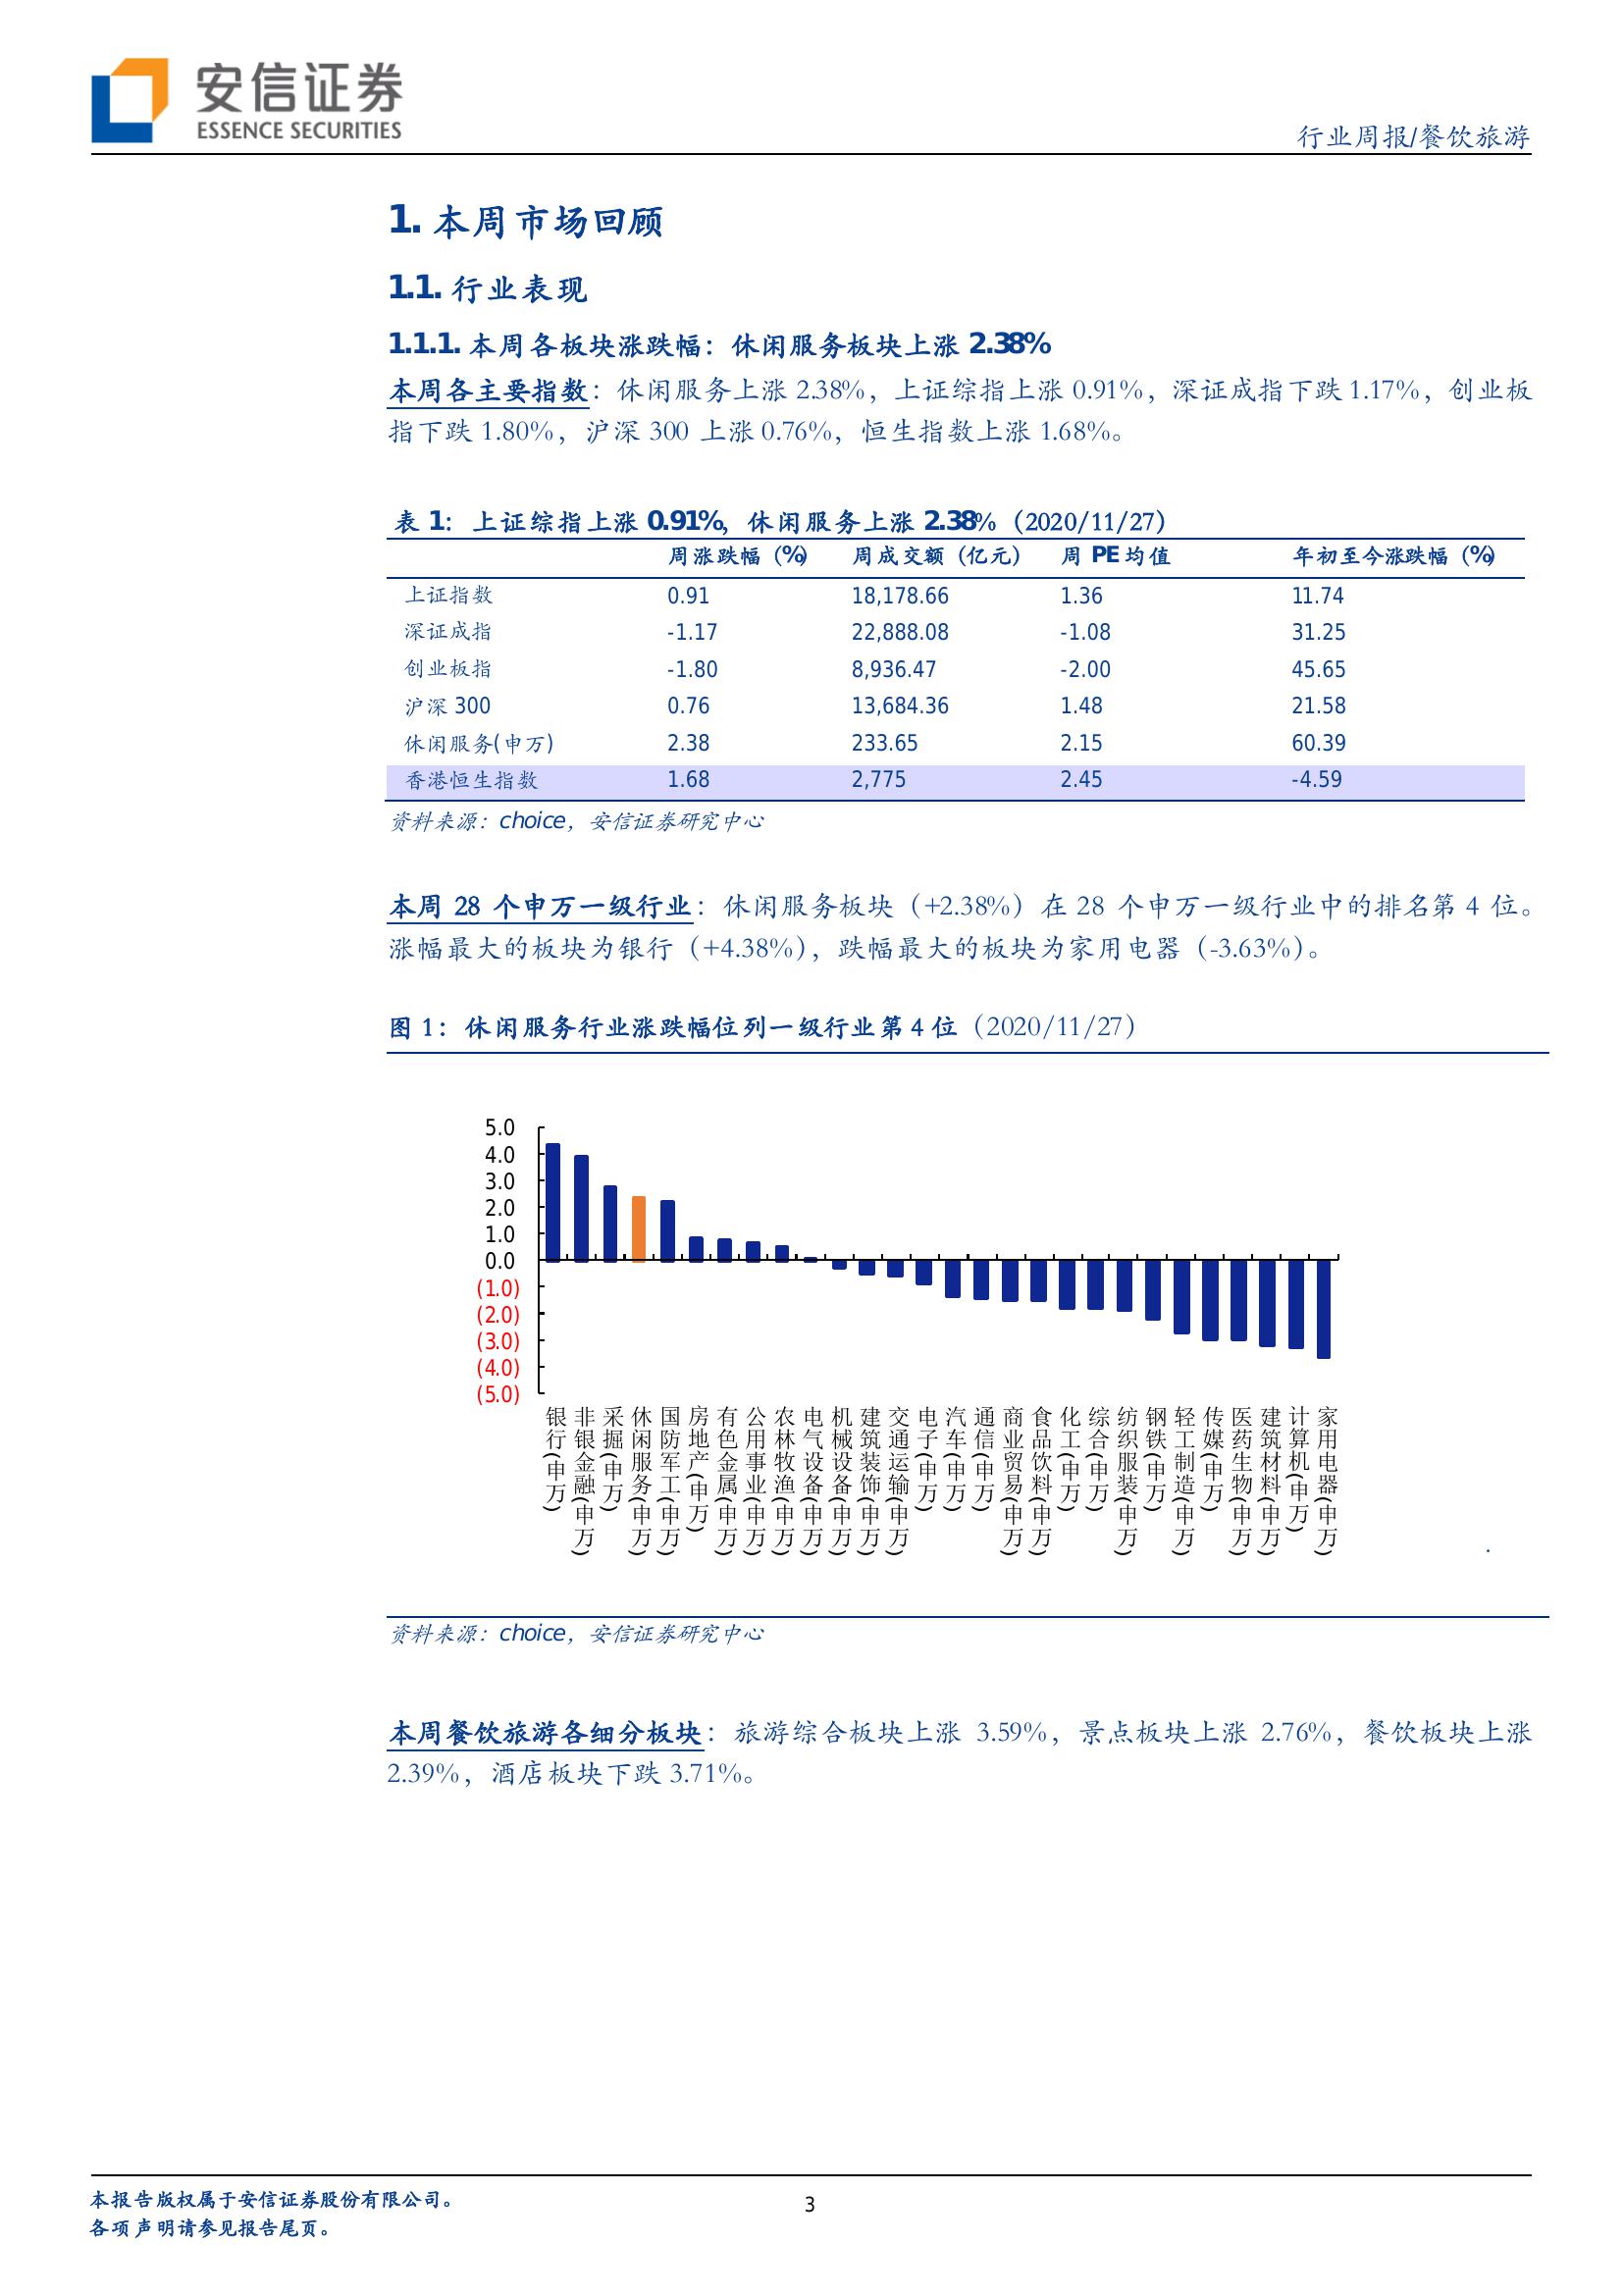 安信证券
ESSENCE SECURITIES
行业周报/餐饮旅游
1. 本周市场回顾
1.1. 行业表现
1.1.1. 本周各板块涨跌幅：休闲服务板块上涨 2.38%
本周各主要指数：休闲服务上涨 2.38%，上证综指上涨 0.91%，深证成指下跌 1.17%，创业板
指下跌 1.80%，沪深 300 上涨 0.76%，恒生指数上涨 1.68%。
表 1：上证综指上涨 0.91%，休闲服务上涨 2.38%（2020/11/27）
周涨跌幅（%） 周成交额（亿元） 周 PE 均值 年初至今涨跌幅（%）
上证指数 0.91 18,178.66 1.36 11.74
深证成指 -1.17 22,888.08 -1.08 31.25
创业板指 -1.80 8,936.47 -2.00 45.65
沪深 300 0.76 13,684.36 1.48 21.58
休闲服务(申万) 2.38 233.65 2.15 60.39
香港恒生指数 1.68 2,775 2.45 -4.59
资料来源：choice，安信证券研究中心
本周 28 个申万一级行业：休闲服务板块（+2.38%）在 28 个申万一级行业中的排名第 4 位。
涨幅最大的板块为银行（+4.38%），跌幅最大的板块为家用电器（-3.63%）。
图 1：休闲服务行业涨跌幅位列一级行业第 4 位（2020/11/27）
5.0
4.0
3.0
2.0
1.0
0.0
(1.0)
(2.0)
(3.0)
(4.0)
(5.0)
银行(申万)
非银金融(申万)
采掘(申万)
休闲服务(申万)
国防军工(申万)
房地产(申万)
有色金属(申万)
公用事业(申万)
农林牧渔(申万)
电气设备(申万)
机械设备(申万)
建筑装饰(申万)
交通运输(申万)
电子(申万)
汽车(申万)
通信(申万)
商业贸易(申万)
食品饮料(申万)
化工(申万)
综合(申万)
纺织服装(申万)
钢铁(申万)
轻工制造(申万)
传媒(申万)
医药生物(申万)
建筑材料(申万)
计算机(申万)
家用电器(申万)
资料来源：choice，安信证券研究中心
本周餐饮旅游各细分板块：旅游综合板块上涨 3.59%，景点板块上涨 2.76%，餐饮板块上涨
2.39%，酒店板块下跌 3.71%。
本报告版权属于安信证券股份有限公司。
各项声明请参见报告尾页。
3